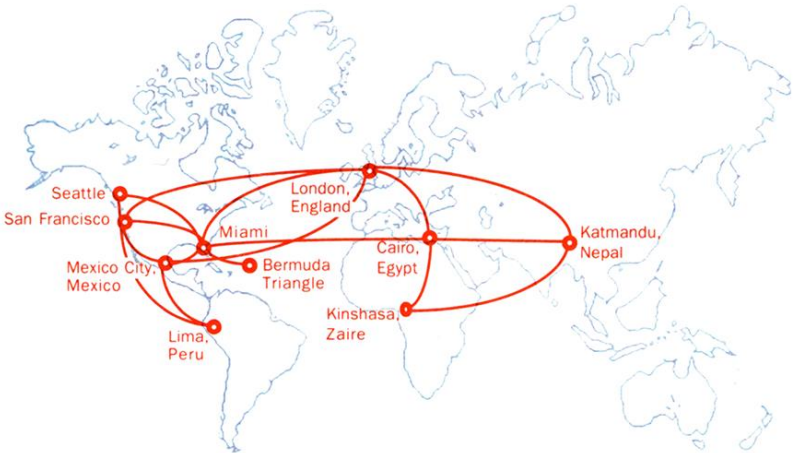 Seattle
San Francisco
Mexico City,
Mexico
Miami
Bermuda
Triangle
Lima,
Peru
London,
England
Cairo,
Egypt
Kinshasa,
Zaire
Katmandu,
Nepal